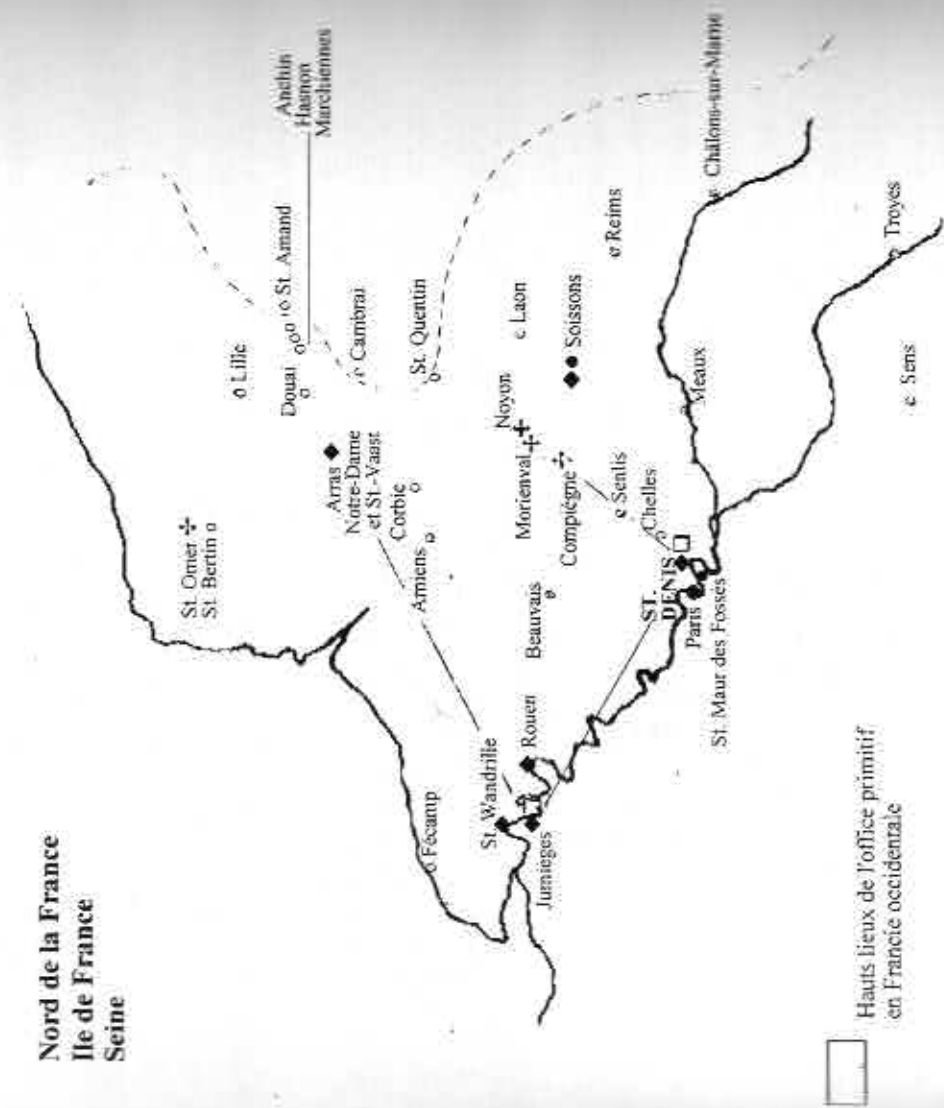 Nord de la France
Ile de France
Seine
Anchin
Hasnon
Marchiennes
St. Amand
Lille
Douai
Cambrai
St. Omer
St. Bertin
Arras
Notre-Dame
et St.-Vaast
Corbie
Amiens
St. Quentin
Fécamp
St. Wandrille
Rouen
Jumièges
Beauvais
Noyon
Morienval
Compiègne
Laon
Soissons
Reims
Senlis
Chelles
ST.
DENIS
Paris
St. Maur des Fossés
Meaux
Châlons-sur-Marne
Troyes
Sens
Hauts lieux de l'office primitif
en Francie occidentale